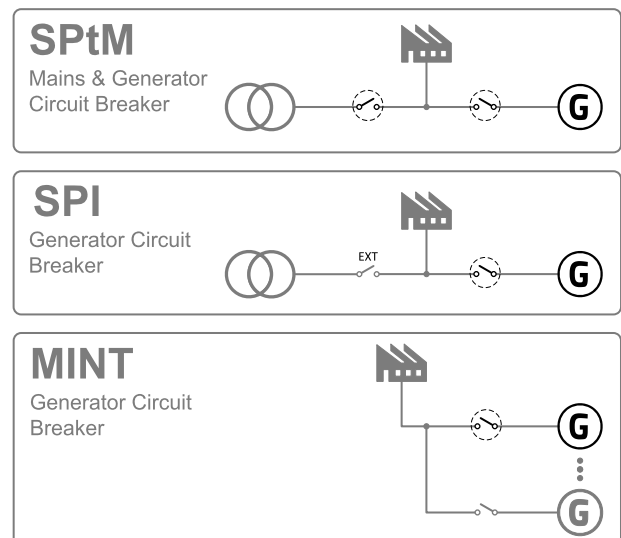 SPtM
Mains & Generator
Circuit Breaker
G
SPI
Generator Circuit
Breaker
EXT
G
MINT
Generator Circuit
Breaker
G
G